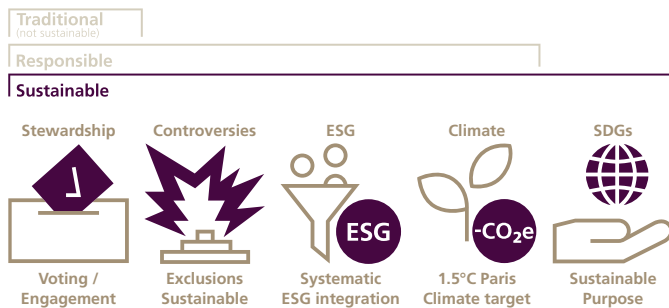 Traditional
(not sustainable)
Responsible
Sustainable
Stewardship
Controversies
ESG
Climate
SDGs
ESG
-CO₂e
Voting /
Engagement
Exclusions
Sustainable
Systematic
ESG integration
1.5°C Paris
Climate target
Sustainable
Purpose